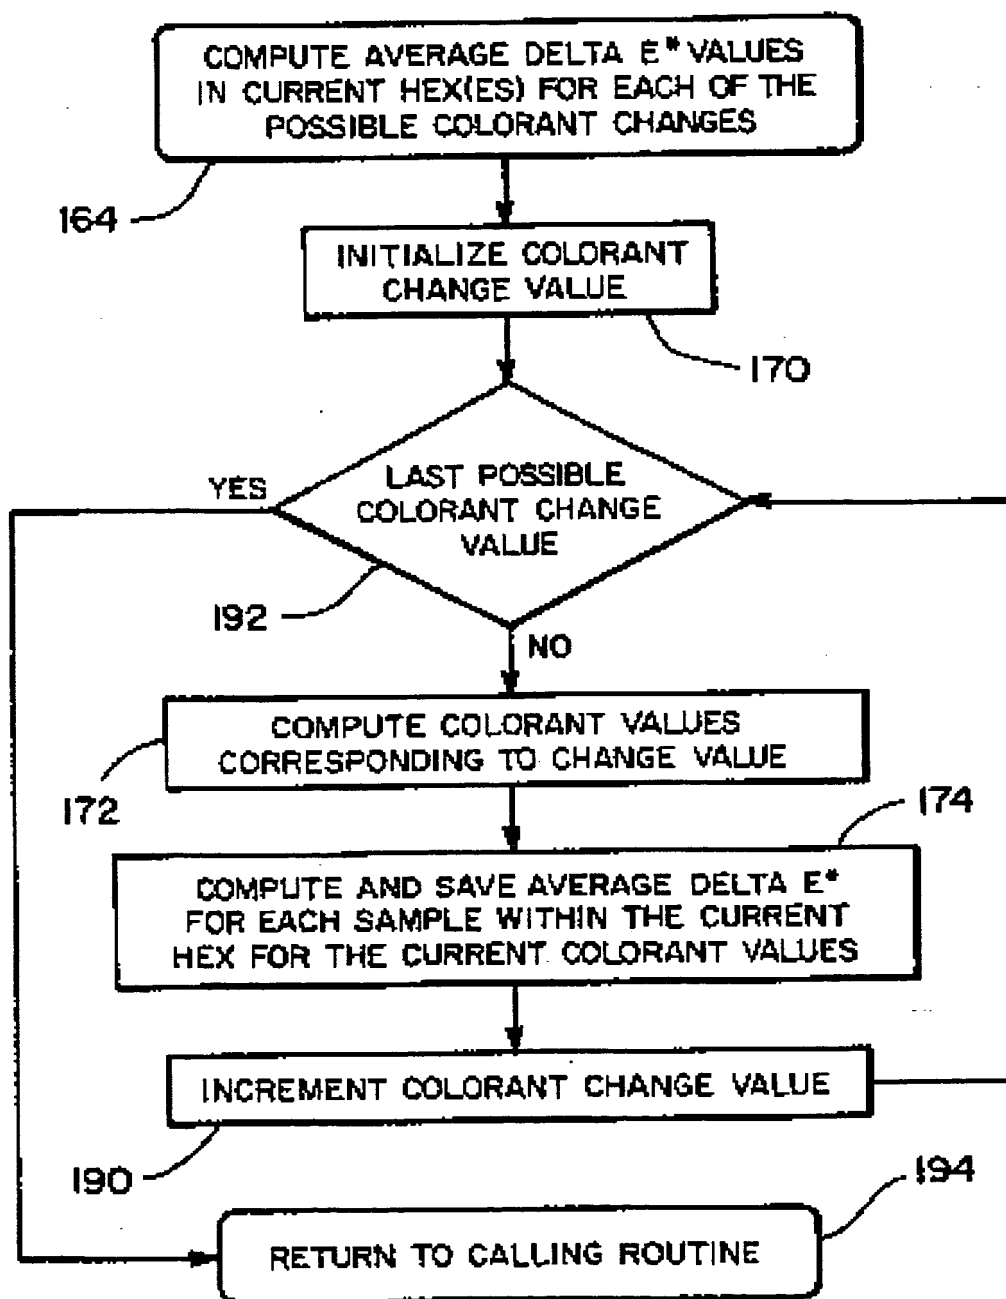 COMPUTE AVERAGE DELTA E* VALUES
IN CURRENT HEX(ES) FOR EACH OF THE
POSSIBLE COLORANT CHANGES
164
INITIALIZE COLORANT
CHANGE VALUE
170
LAST POSSIBLE
COLORANT CHANGE
VALUE
YES
192
NO
COMPUTE COLORANT VALUES
CORRESPONDING TO CHANGE VALUE
172
174
COMPUTE AND SAVE AVERAGE DELTA E*
FOR EACH SAMPLE WITHIN THE CURRENT
HEX FOR THE CURRENT COLORANT VALUES
INCREMENT COLORANT CHANGE VALUE
190
194
RETURN TO CALLING ROUTINE